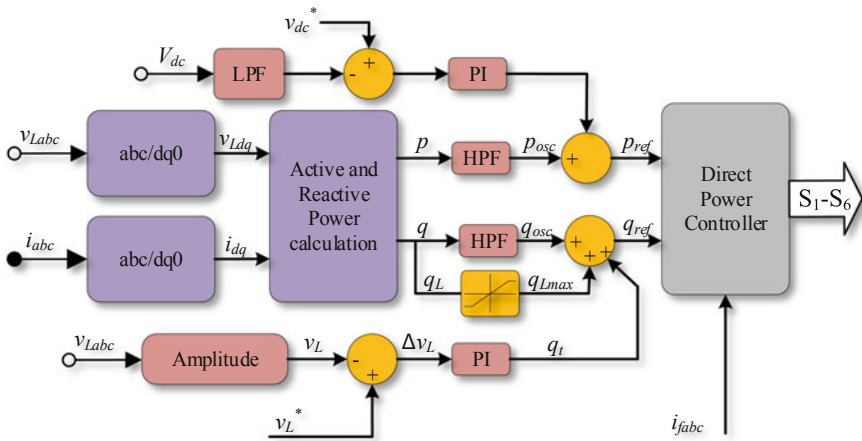 v_dc^*
V_dc
LPF
-
+
PI
v_Labc
abc/dq0
v_Ldq
Active and
Reactive
Power
calculation
p
HPF
p_osc
+
p_ref
Direct
Power
Controller
S_1-S_6
i_abc
abc/dq0
i_dq
q
HPF
q_osc
+
+
+
q_ref
q_L
q_Lmax
v_Labc
Amplitude
v_L
-
+
Δv_L
PI
q_t
v_L^*
i_fabc